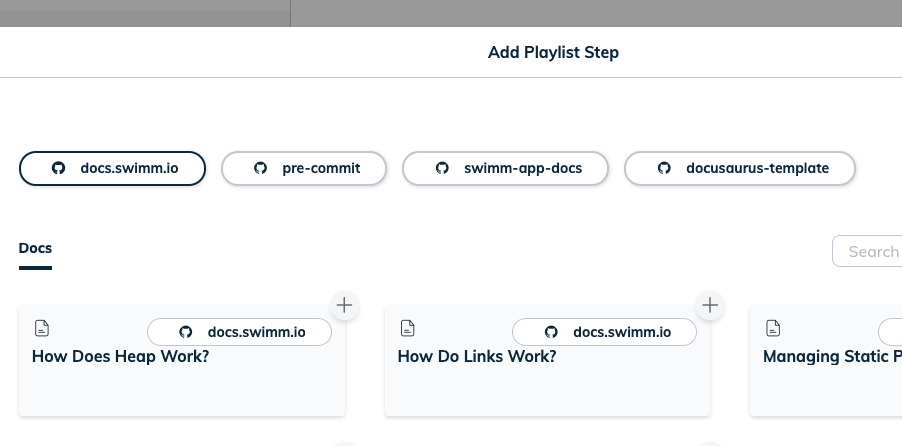 Add Playlist Step
docs.swimm.io pre-commit swimm-app-docs docusaurus-template
Docs
Search
docs.swimm.io docs.swimm.io
How Does Heap Work? How Do Links Work? Managing Static